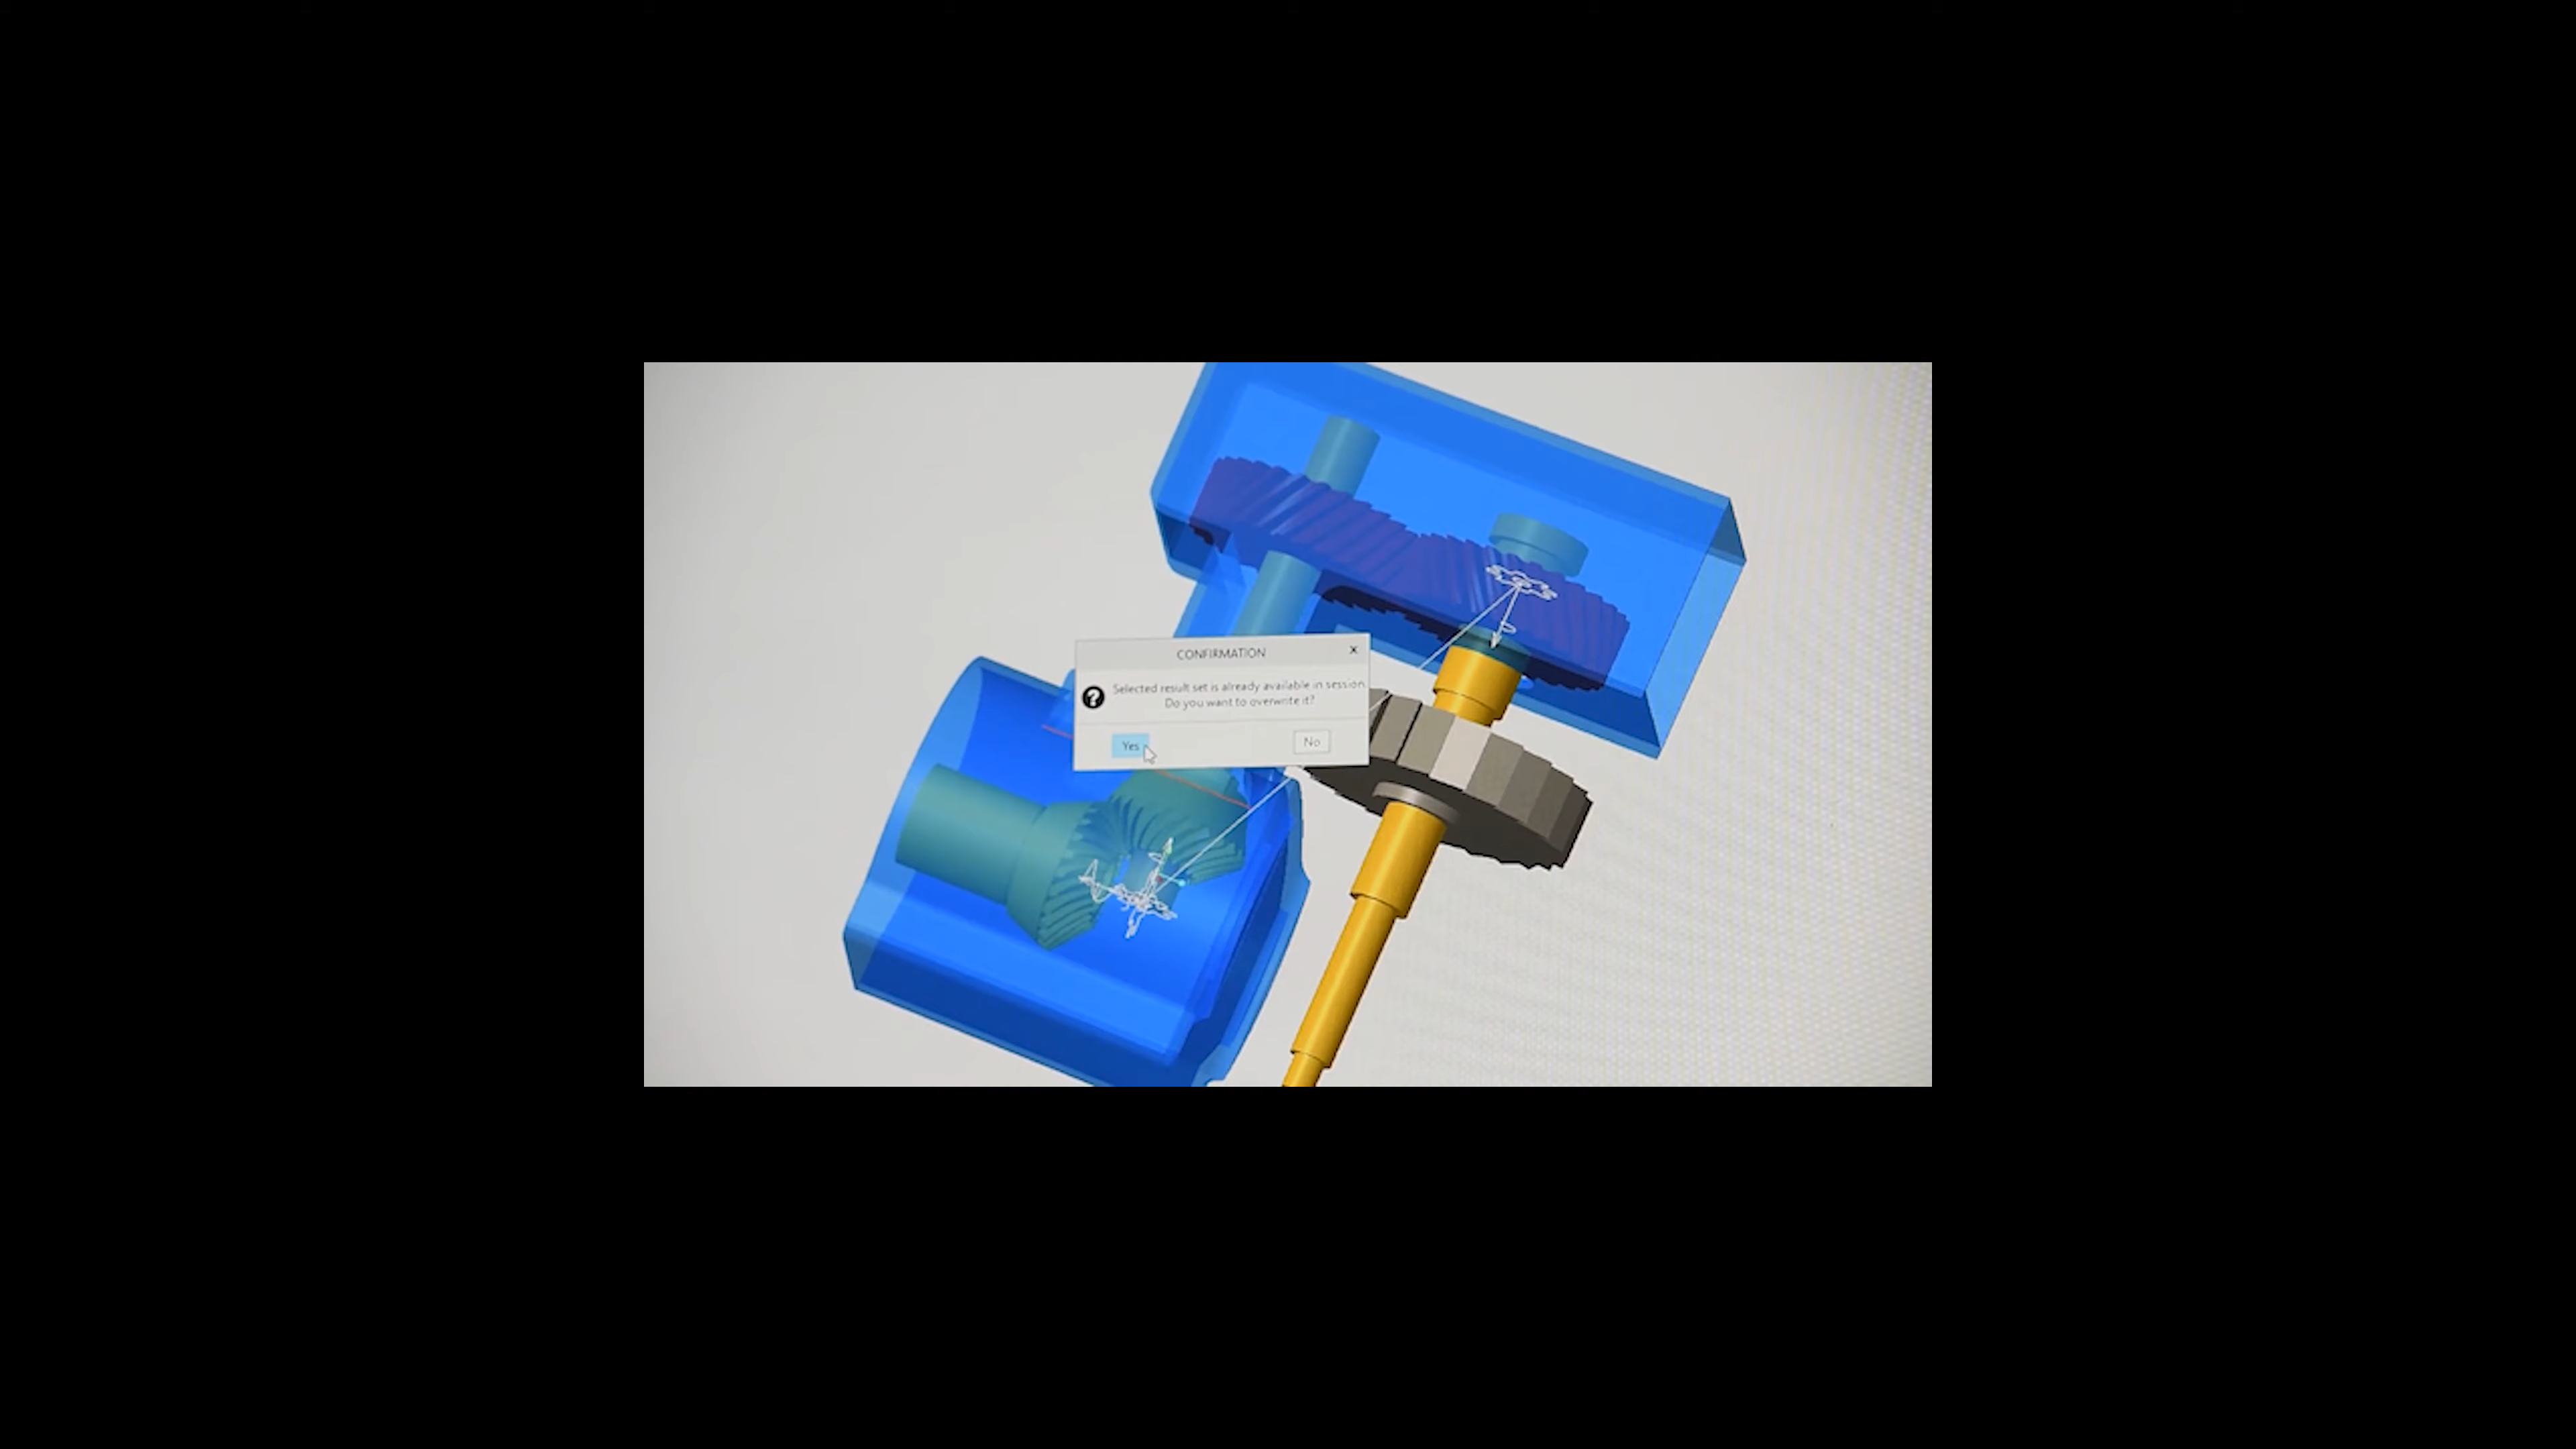 CONFIRMATION
Selected result set is already available in session.
Do you want to overwrite it?
Yes
No